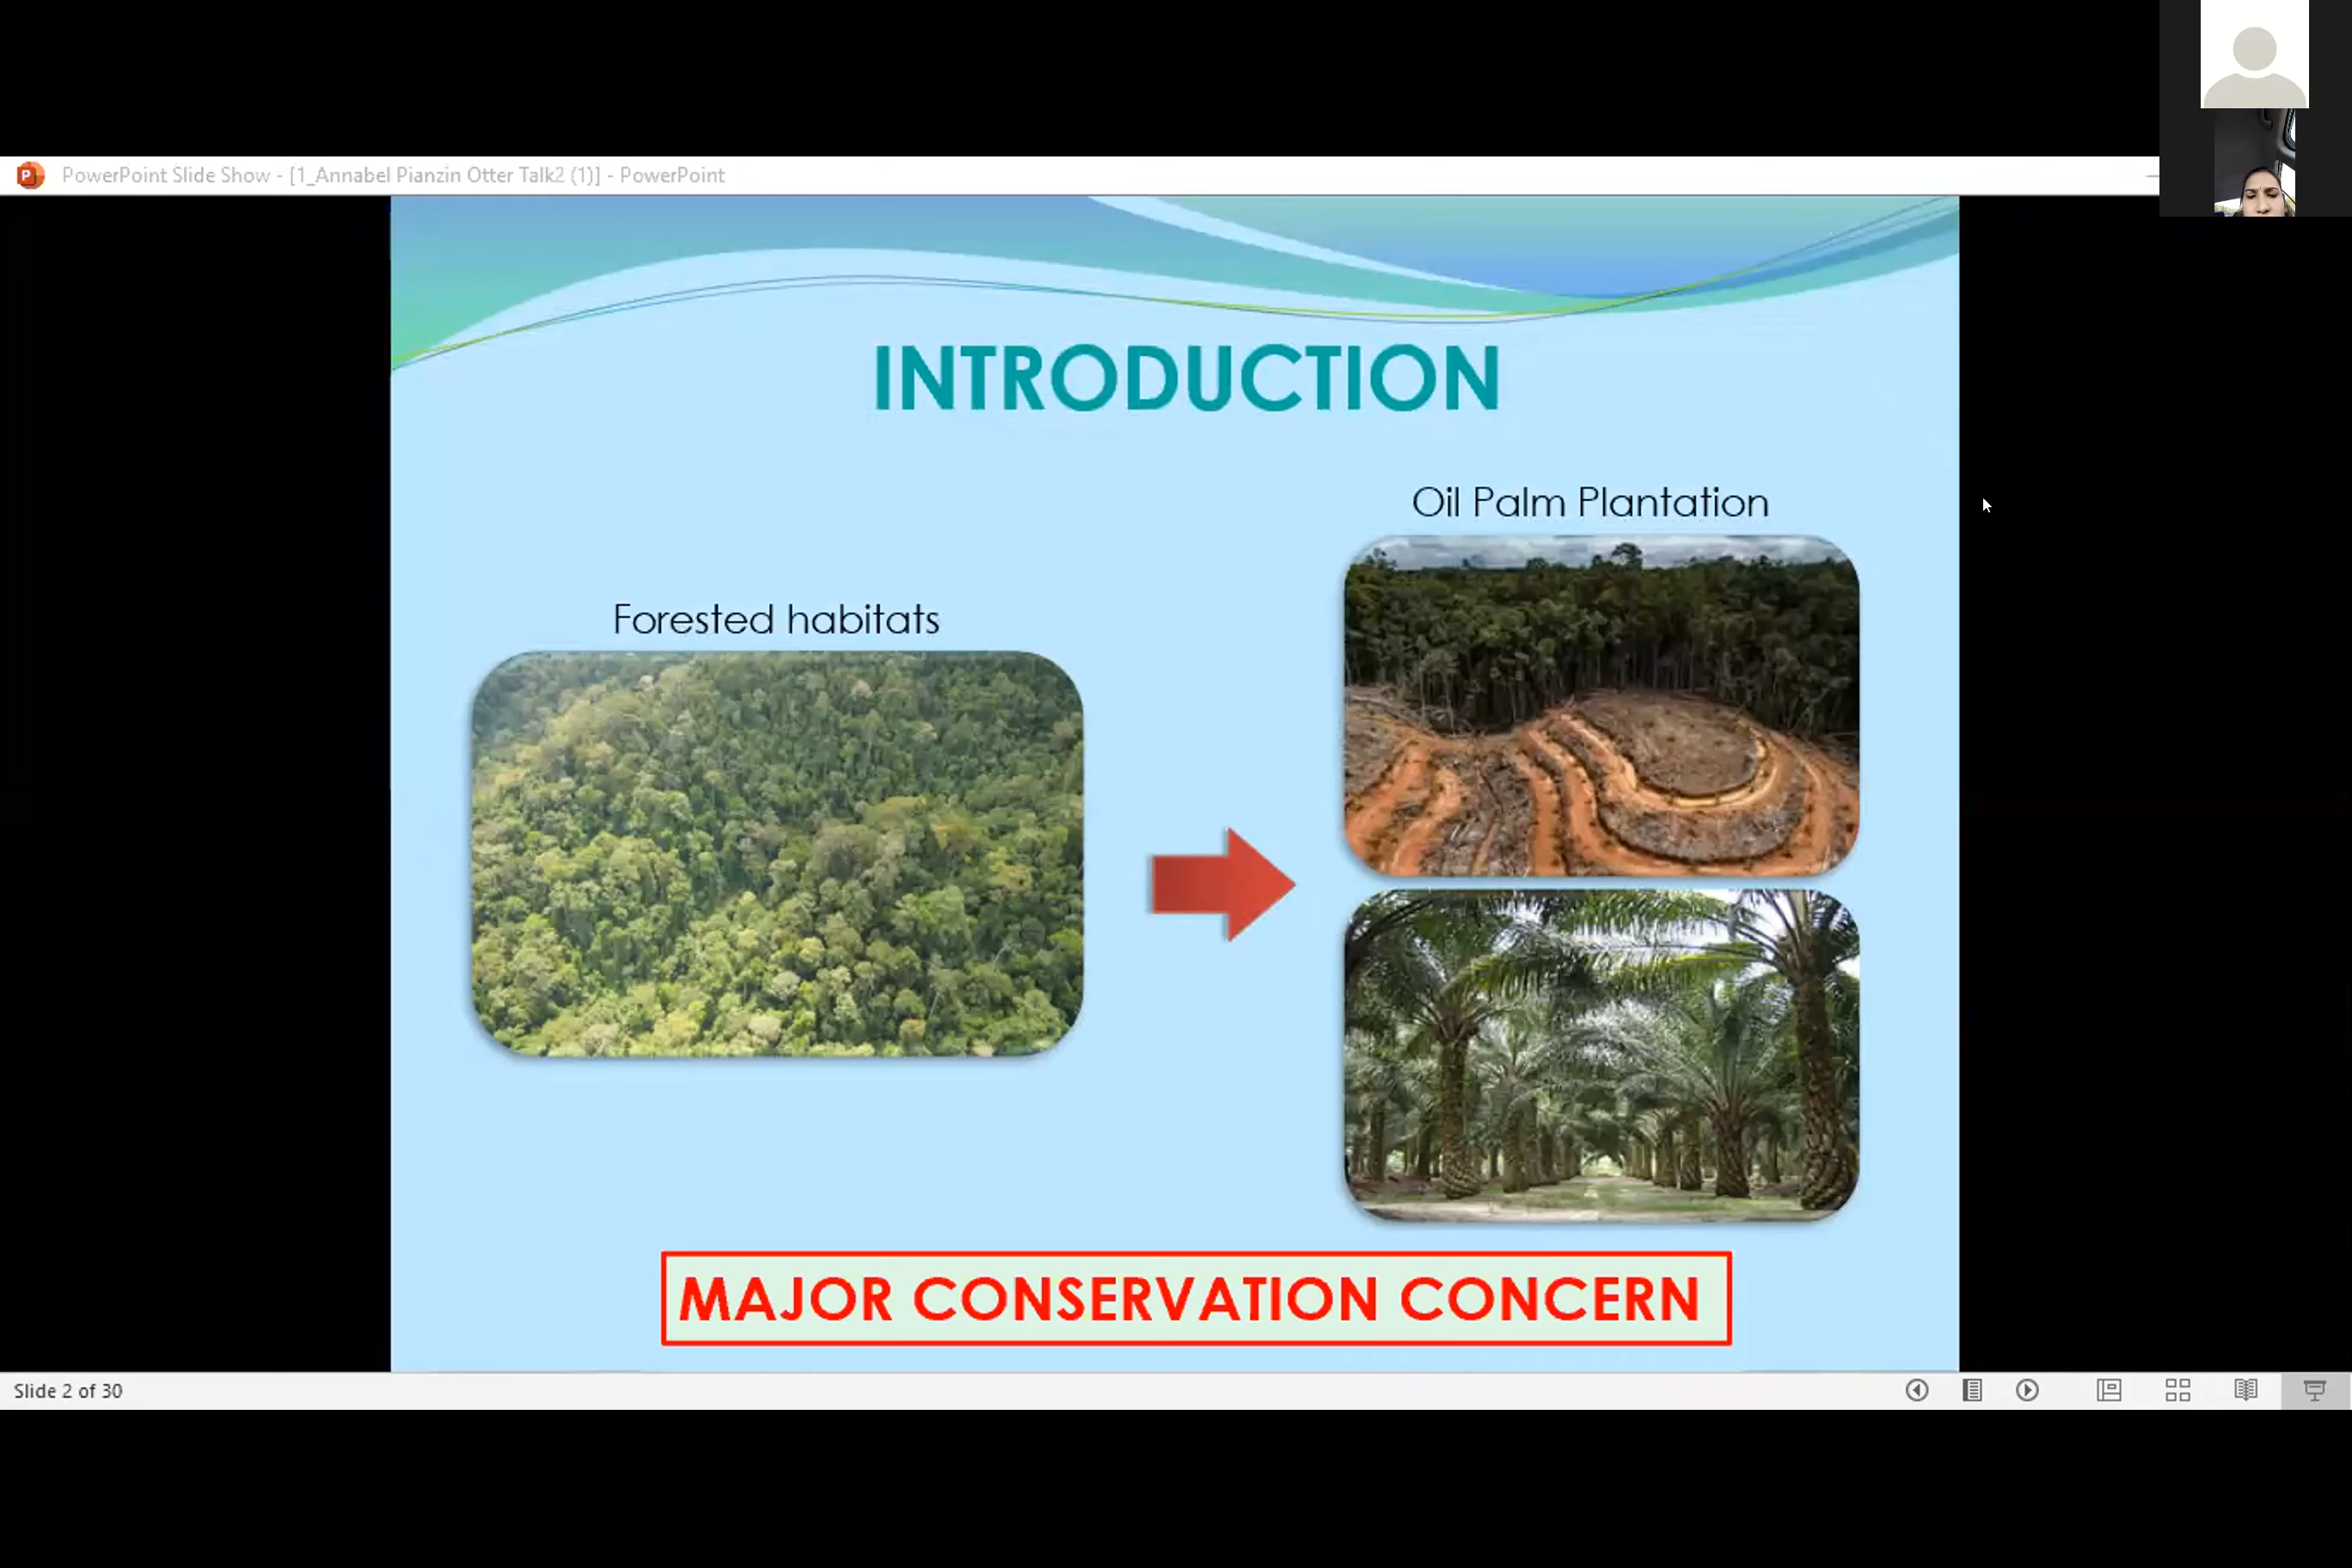 PowerPoint Slide Show - [1_Annabel Pianzin Otter Talk2 (1)] - PowerPoint
INTRODUCTION
Oil Palm Plantation
Forested habitats
MAJOR CONSERVATION CONCERN
Slide 2 of 30